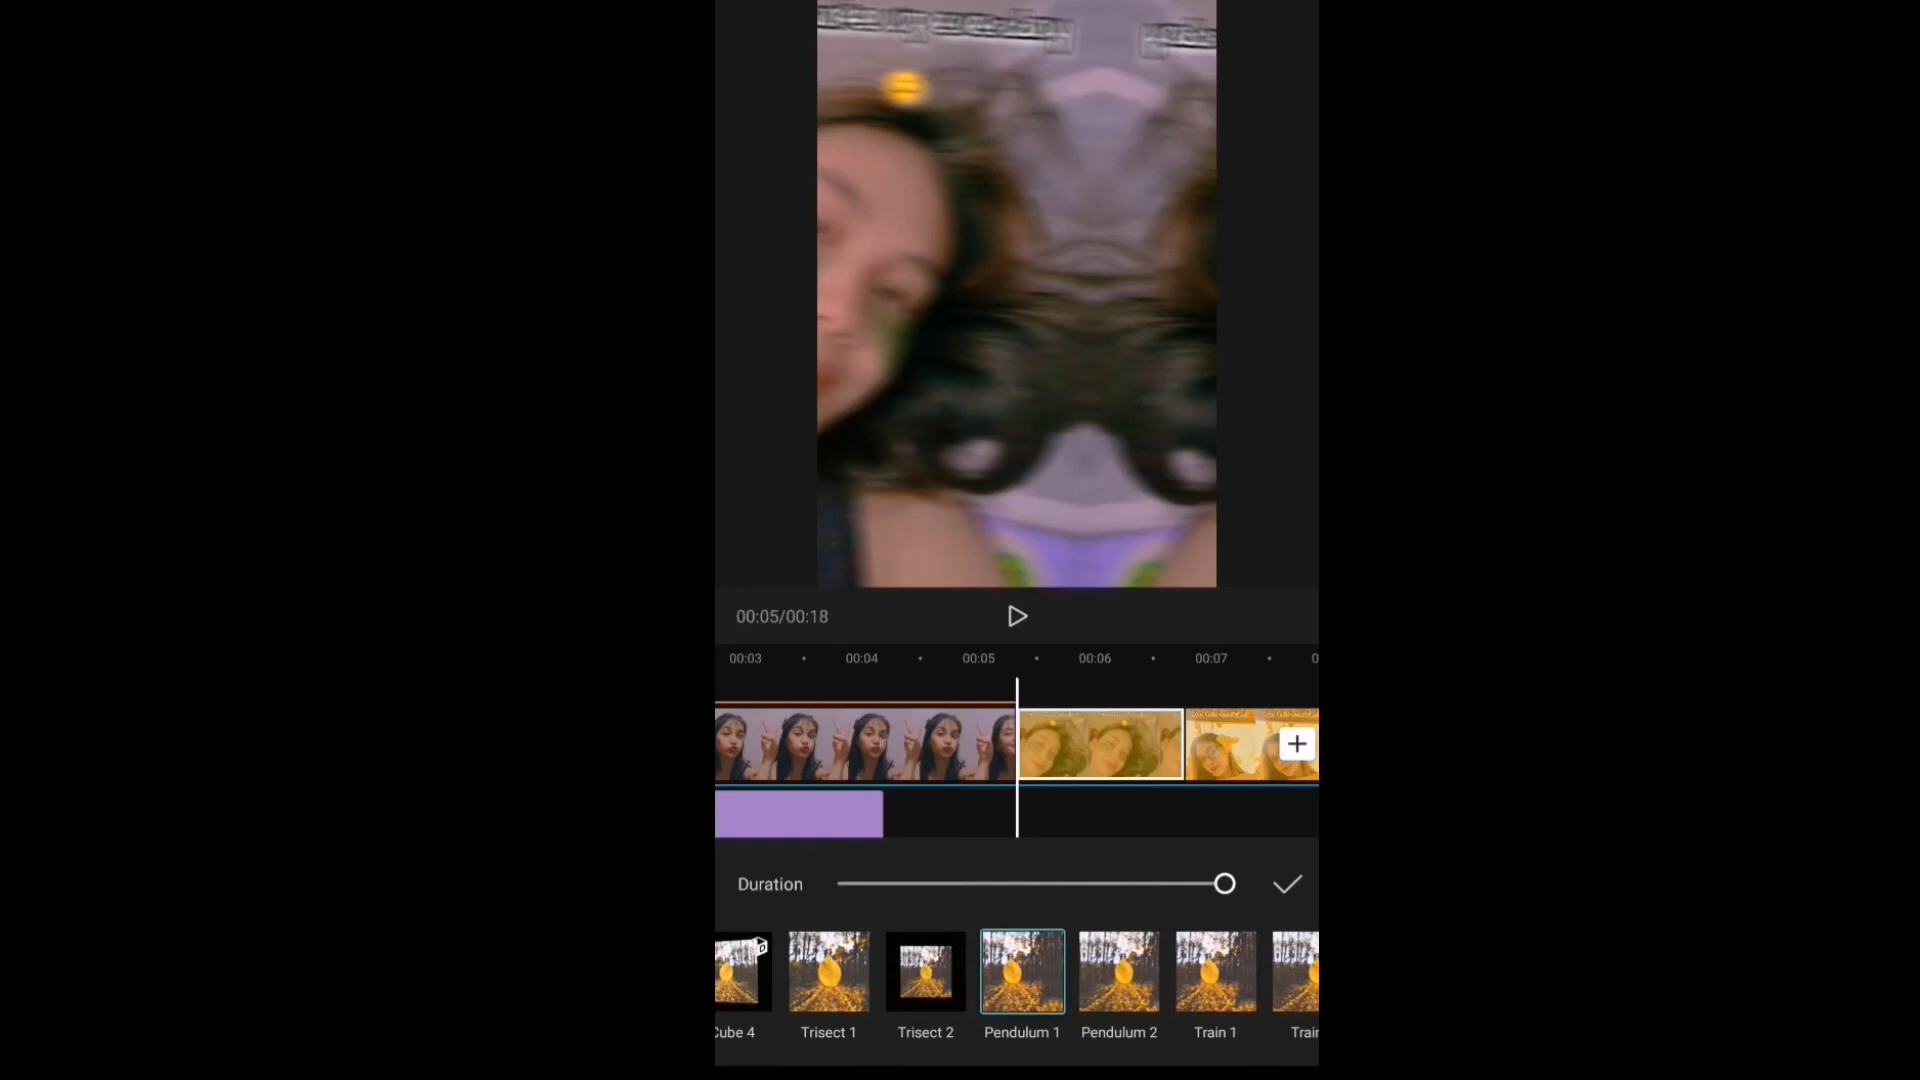 00:05/00:18
00:03 00:04 00:05 00:06 00:07 0
Duration
Cube 4 Trisect 1 Trisect 2 Pendulum 1 Pendulum 2 Train 1 Train